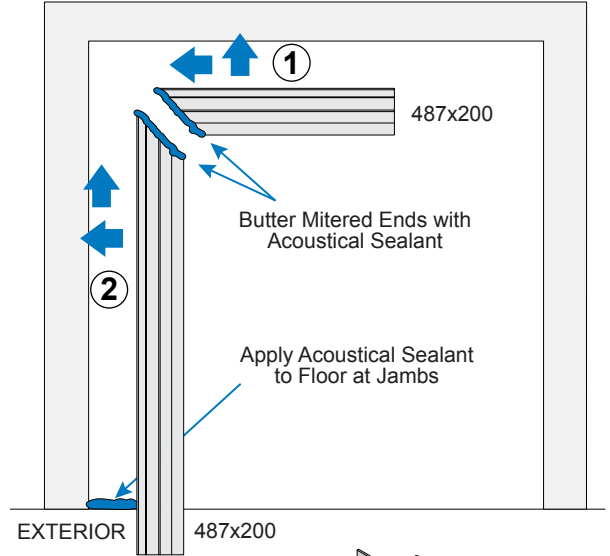 1
487x200
Butter Mitered Ends with
Acoustical Sealant
2
Apply Acoustical Sealant
to Floor at Jambs
EXTERIOR
487x200